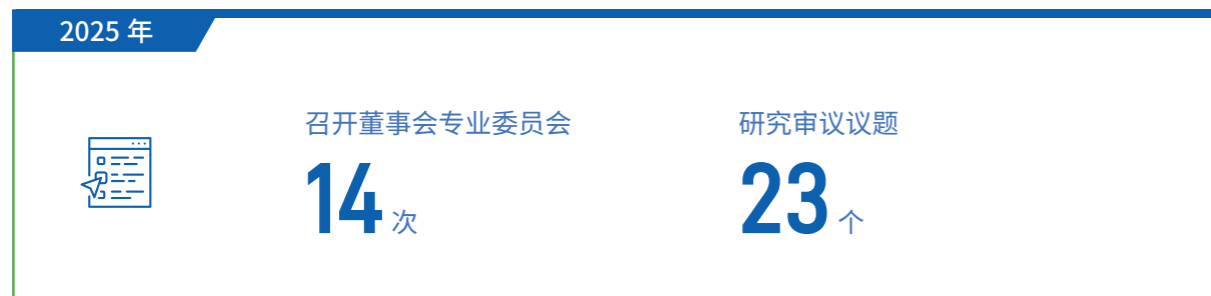 2025 年
召开董事会专业委员会
14 次
研究审议议题
23 个